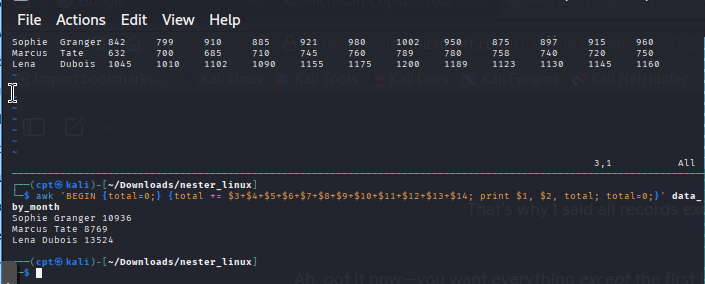 File Actions Edit View Help
Sophie Granger 842 799 910 885 921 980 1002 950 875 897 915 960
Marcus Tate 632 700 685 710 745 760 789 780 758 740 720 750
Lena Dubois 1045 1010 1102 1090 1155 1175 1200 1189 1123 1130 1145 1160
~
~
~
~
~
~
~
import bookmarks... Kali Linux Kali Tools Kali Docs Kali Forums Kali NetHunter
3,1 All
┌──(cpt㉿kali)-[~/Downloads/nester_linux]
└─$ awk 'BEGIN {total=0;} {total += $3+$4+$5+$6+$7+$8+$9+$10+$11+$12+$13+$14; print $1, $2, total; total=0;}' data_
by_month
Sophie Granger 10936
Marcus Tate 8769
Lena Dubois 13524
That's why I said all records ex
┌──(cpt㉿kali)-[~/Downloads/nester_linux]
└─$
Ah, got it now—you want everything except the first